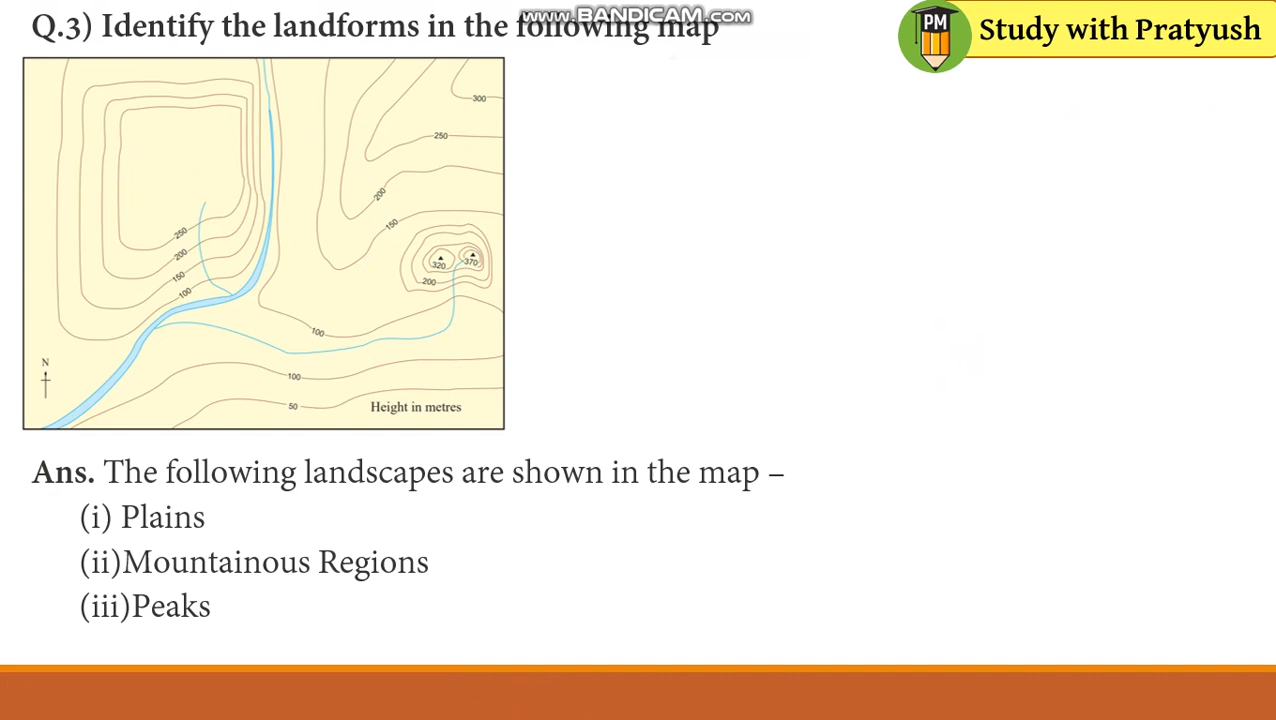 WWW.BANDICAM.COM
Q.3) Identify the landforms in the following map
PM
Study with Pratyush
300
250
200
150
250
200
150
100
320
370
200
100
N
100
50
Height in metres
Ans. The following landscapes are shown in the map –
(i) Plains
(ii)Mountainous Regions
(iii)Peaks